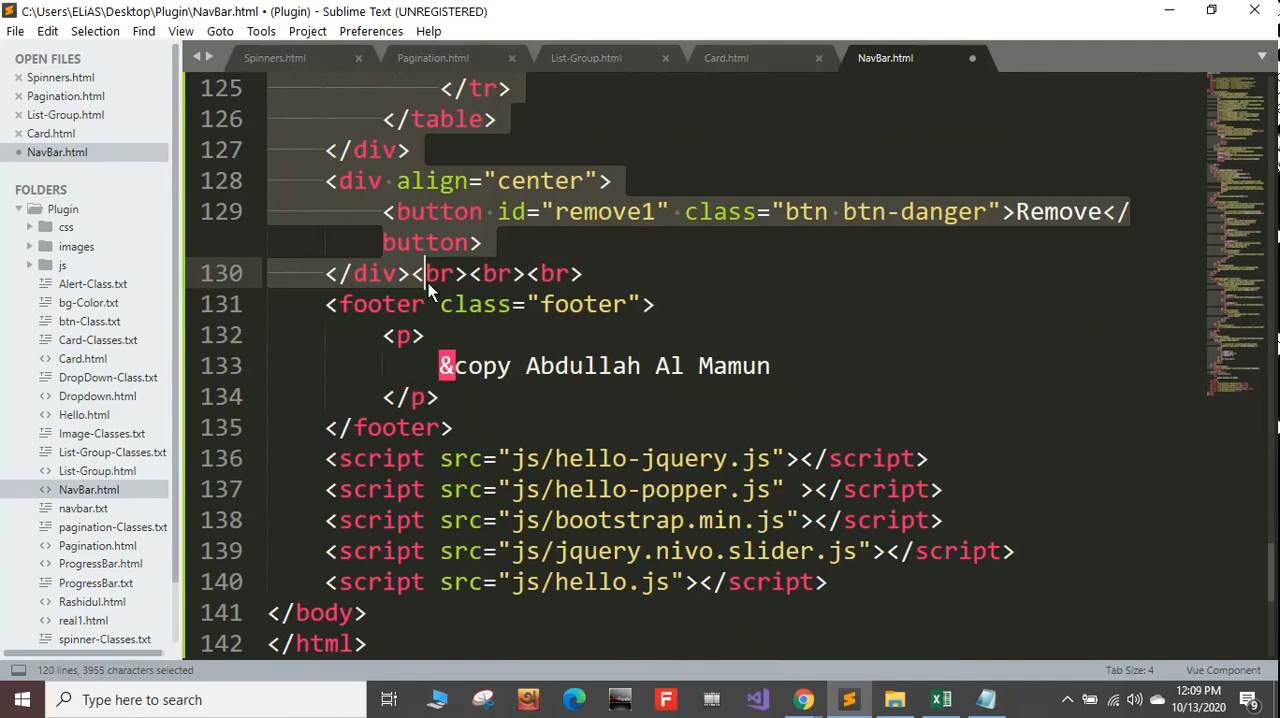 C:\Users\ELiAS\Desktop\Plugin\NavBar.html • (Plugin) - Sublime Text (UNREGISTERED)
File Edit Selection Find View Goto Tools Project Preferences Help
OPEN FILES
Spinners.html
Pagination.html
List-Group.html
Card.html
NavBar.html
FOLDERS
Plugin
css
images
js
Alert-Class.txt
bg-Color.txt
btn-Class.txt
Card-Classes.txt
Card.html
DropDown-Class.txt
Dropdown.html
Hello.html
Image-Classes.txt
List-Group-Classes.txt
List-Group.html
NavBar.html
navbar.txt
pagination-Classes.txt
Pagination.html
ProgressBar.html
ProgressBar.txt
Rashidul.html
real1.html
spinner-Classes.txt
Spinners.html Pagination.html List-Group.html Card.html NavBar.html
125 </tr>
126 </table>
127 </div>
128 <div align="center">
129 <button id="remove1" class="btn btn-danger">Remove</
button>
130 </div><br><br><br>
131 <footer class="footer">
132 <p>
133 &copy Abdullah Al Mamun
134 </p>
135 </footer>
136 <script src="js/hello-jquery.js"></script>
137 <script src="js/hello-popper.js" ></script>
138 <script src="js/bootstrap.min.js"></script>
139 <script src="js/jquery.nivo.slider.js"></script>
140 <script src="js/hello.js"></script>
141 </body>
142 </html>
120 lines, 3955 characters selected Tab Size: 4 Vue Component
Type here to search
12:09 PM
10/13/2020
9